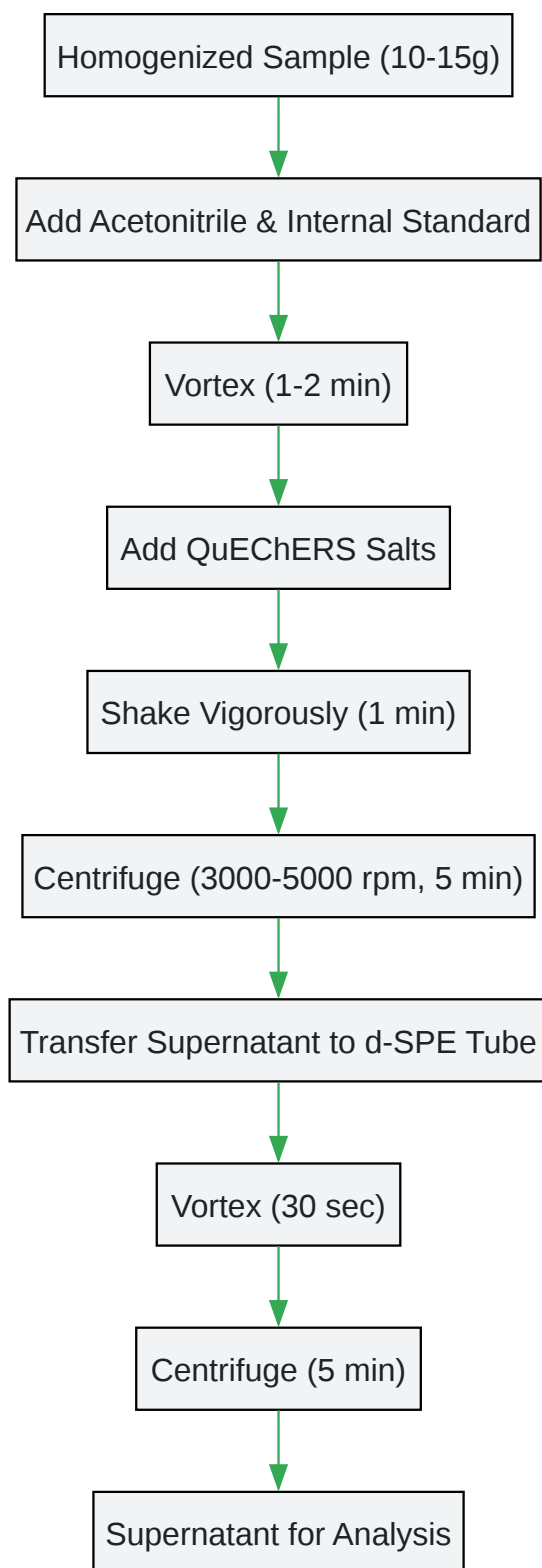 Homogenized Sample (10-15g)
Add Acetonitrile & Internal Standard
Vortex (1-2 min)
Add QuEChERS Salts
Shake Vigorously (1 min)
Centrifuge (3000-5000 rpm, 5 min)
Transfer Supernatant to d-SPE Tube
Vortex (30 sec)
Centrifuge (5 min)
Supernatant for Analysis